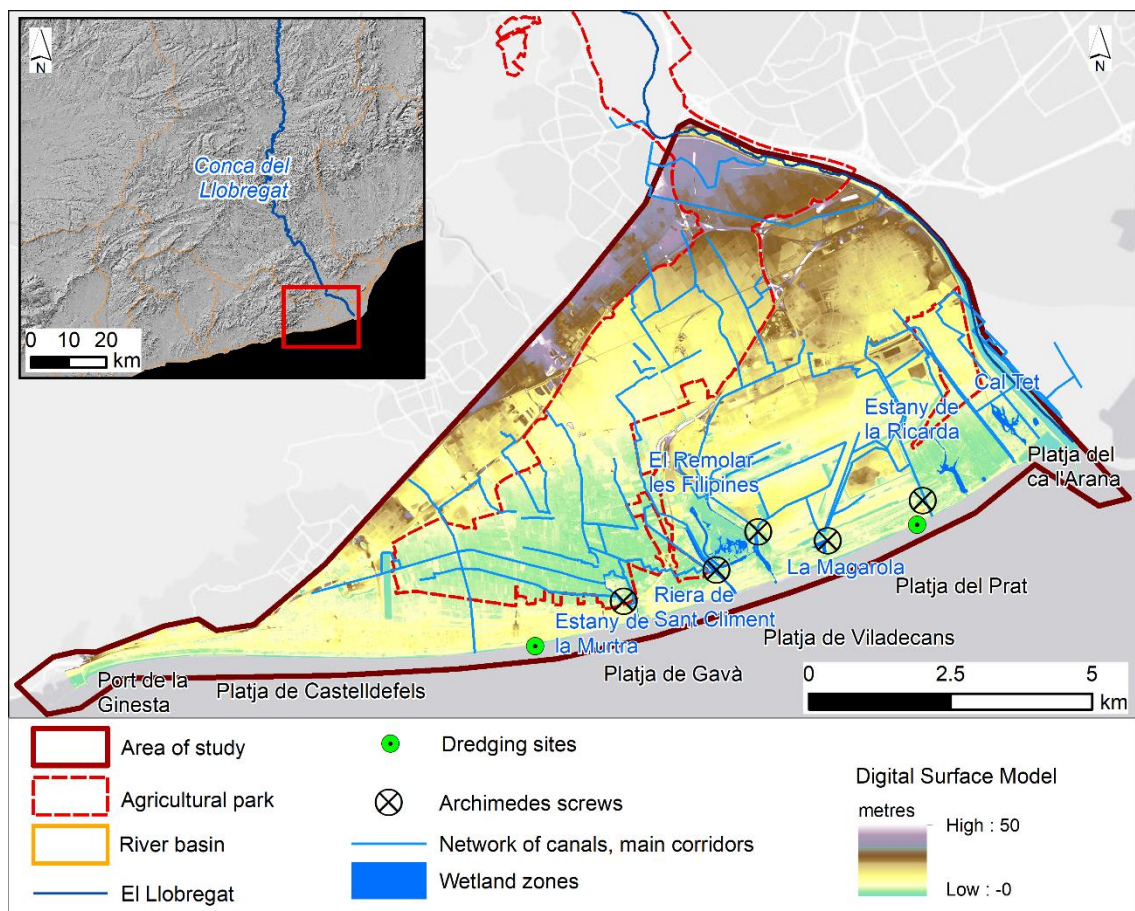 N
Conca del
Llobregat
0 10 20
km
N
Cal Tet
Estany de
la Ricarda
Platja del
ca l'Arana
El Remolar
les Filipines
La Magarola
Platja del Prat
Riera de
Sant Climent
Estany de
la Murtra
Platja de Viladecans
Platja de Gavà
Port de la
Ginesta
Platja de Castelldefels
0 2.5 5
km
Area of study
Agricultural park
River basin
El Llobregat
Dredging sites
Archimedes screws
Network of canals, main corridors
Wetland zones
Digital Surface Model
metres
High : 50
Low : -0